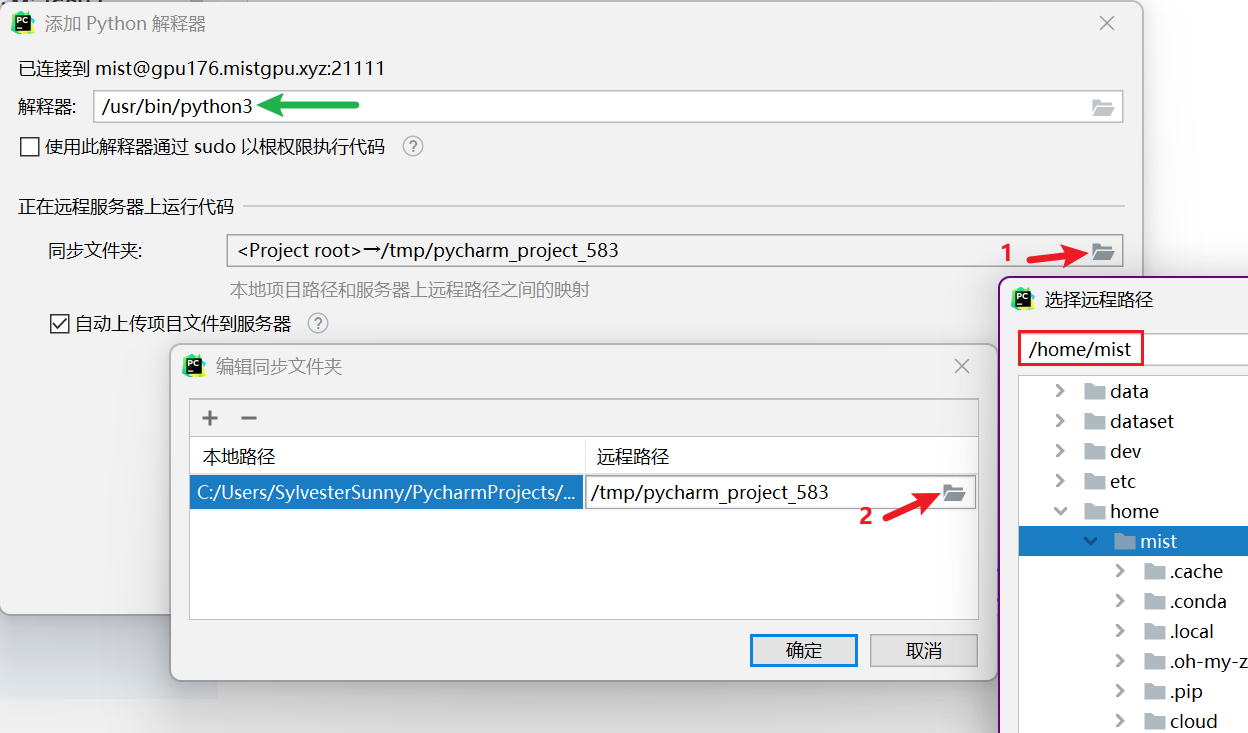 添加 Python 解释器
已连接到 mist@gpu176.mistgpu.xyz:21111
解释器: /usr/bin/python3
使用此解释器通过 sudo 以根权限执行代码 ?
正在远程服务器上运行代码
同步文件夹: <Project root>→/tmp/pycharm_project_583 1
本地项目路径和服务器上远程路径之间的映射
自动上传项目文件到服务器 ?
编辑同步文件夹
本地路径 远程路径
C:/Users/SylvesterSunny/PycharmProjects/... /tmp/pycharm_project_583
2
确定 取消
选择远程路径
/home/mist
data
dataset
dev
etc
home
mist
.cache
.conda
.local
.oh-my-z
.pip
cloud